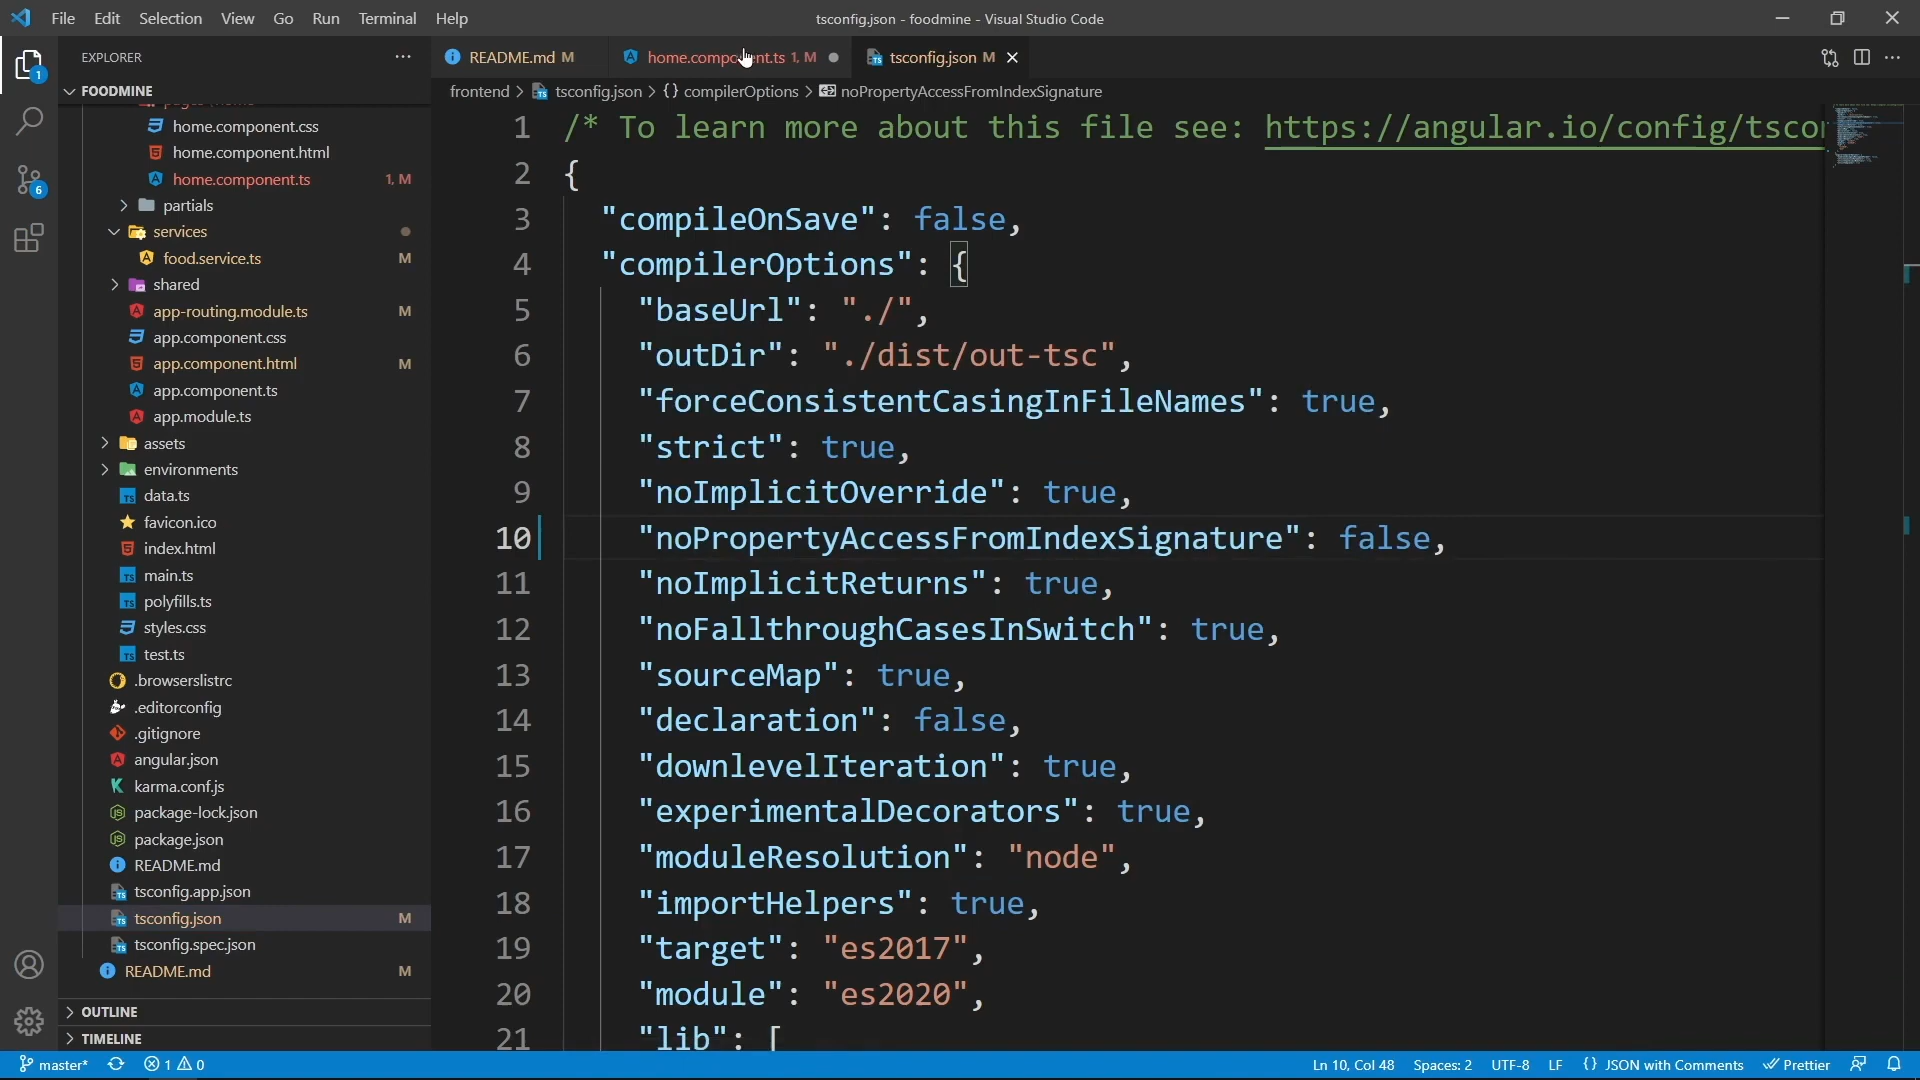 File Edit Selection View Go Run Terminal Help
tsconfig.json - foodmine - Visual Studio Code
EXPLORER
README.md M
home.component.ts 1, M
tsconfig.json M
FOODMINE
frontend > tsconfig.json > {} compilerOptions > noPropertyAccessFromIndexSignature
home.component.css
home.component.html
home.component.ts 1, M
partials
services
food.service.ts M
shared
app-routing.module.ts M
app.component.css
app.component.html M
app.component.ts
app.module.ts
assets
environments
data.ts
favicon.ico
index.html
main.ts
polyfills.ts
styles.css
test.ts
.browserslistrc
.editorconfig
.gitignore
angular.json
karma.conf.js
package-lock.json
package.json
README.md
tsconfig.app.json
tsconfig.json M
tsconfig.spec.json
README.md M
OUTLINE
TIMELINE
1 /* To learn more about this file see: https://angular.io/config/tscon
2 {
3 "compileOnSave": false,
4 "compilerOptions": {
5 "baseUrl": "./",
6 "outDir": "./dist/out-tsc",
7 "forceConsistentCasingInFileNames": true,
8 "strict": true,
9 "noImplicitOverride": true,
10 "noPropertyAccessFromIndexSignature": false,
11 "noImplicitReturns": true,
12 "noFallthroughCasesInSwitch": true,
13 "sourceMap": true,
14 "declaration": false,
15 "downlevelIteration": true,
16 "experimentalDecorators": true,
17 "moduleResolution": "node",
18 "importHelpers": true,
19 "target": "es2017",
20 "module": "es2020",
21 "lib": [
1
6
master* 1 0 Ln 10, Col 48 Spaces: 2 UTF-8 LF {} JSON with Comments Prettier